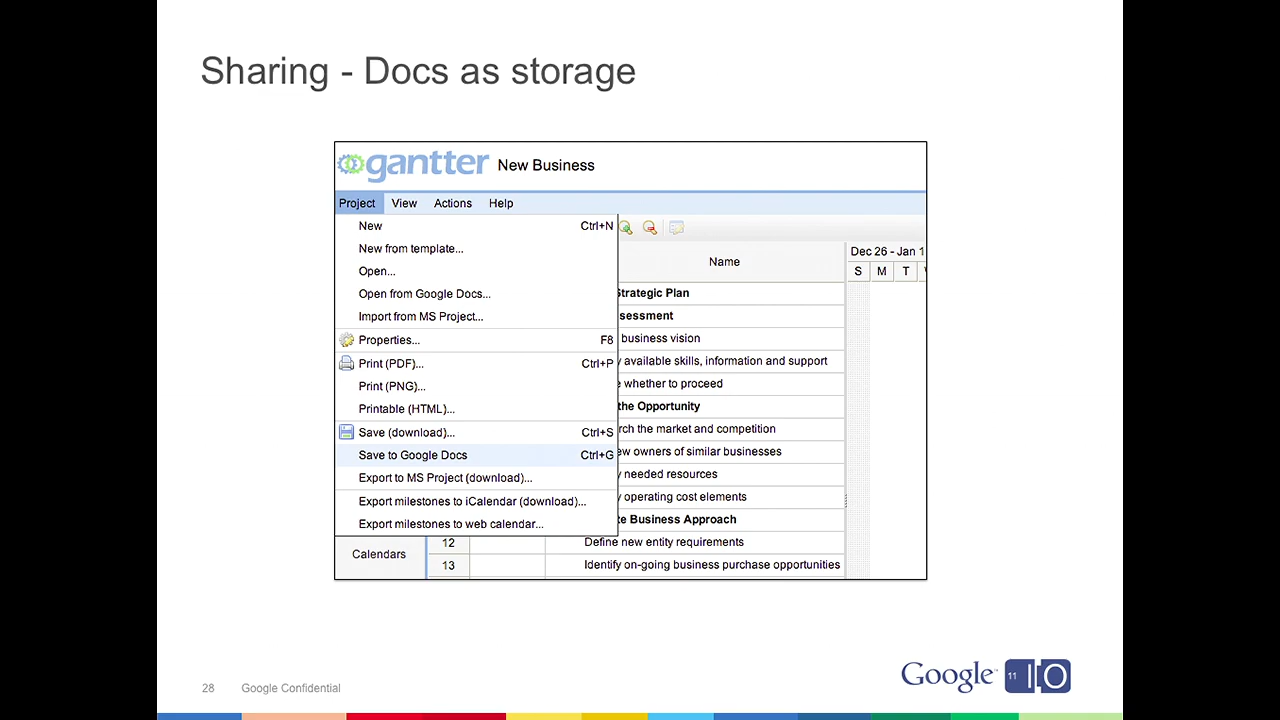 Sharing - Docs as storage
gantter New Business
Project View Actions Help
New Ctrl+N
New from template...
Open...
Open from Google Docs...
Import from MS Project...
Properties... F8
Print (PDF)... Ctrl+P
Print (PNG)...
Printable (HTML)...
Save (download)... Ctrl+S
Save to Google Docs Ctrl+G
Export to MS Project (download)...
Export milestones to iCalendar (download)...
Export milestones to web calendar...
Calendars
Name
Strategic Plan
business vision
available skills, information and support
whether to proceed
the Opportunity
the market and competition
owners of similar businesses
needed resources
operating cost elements
Business Approach
12 Define new entity requirements
13 Identify on-going business purchase opportunities
Dec 26 - Jan 1
S M T
28 Google Confidential
Google 11 IO